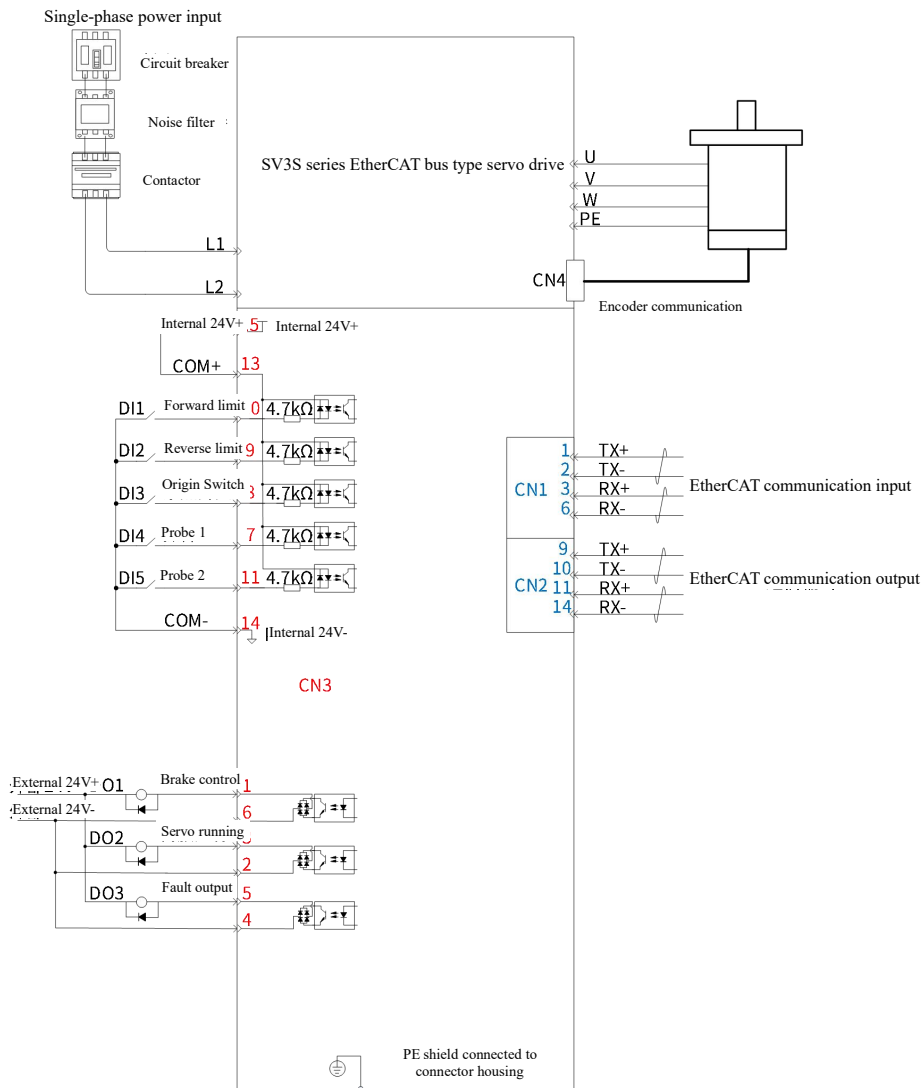 Single-phase power input
Circuit breaker
Noise filter
Contactor
SV3S series EtherCAT bus type servo drive
U
V
W
PE
L1
L2
CN4
Encoder communication
Internal 24V+
5
Internal 24V+
COM+
13
DI1
Forward limit
0
4.7kΩ
DI2
Reverse limit
9
4.7kΩ
DI3
Origin Switch
4.7kΩ
DI4
Probe 1
7
4.7kΩ
DI5
Probe 2
11
4.7kΩ
COM-
14
Internal 24V-
CN3
CN1
1
TX+
2
TX-
3
RX+
6
RX-
EtherCAT communication input
CN2
9
TX+
10
TX-
11
RX+
14
RX-
EtherCAT communication output
External 24V+
O1
Brake control
1
External 24V-
6
DO2
Servo running
2
DO3
Fault output
5
4
PE shield connected to
connector housing